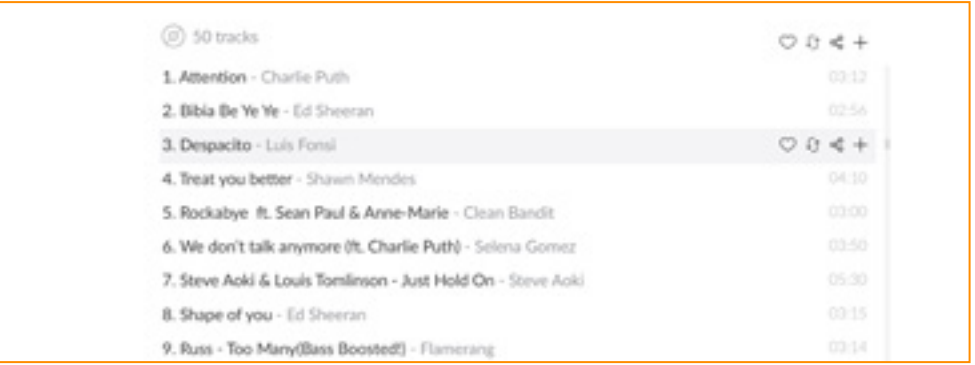 50 tracks
1. Attention - Charlie Puth 03:12
2. Bibia Be Ye Ye - Ed Sheeran 02:56
3. Despacito - Luis Fonsi
4. Treat you better - Shawn Mendes 04:10
5. Rockabye ft. Sean Paul & Anne-Marie - Clean Bandit 03:00
6. We don't talk anymore (ft. Charlie Puth) - Selena Gomez 03:50
7. Steve Aoki & Louis Tomlinson - Just Hold On - Steve Aoki 05:30
8. Shape of you - Ed Sheeran 03:15
9. Russ - Too Many(Bass Boosted!) - Flamerang 03:14